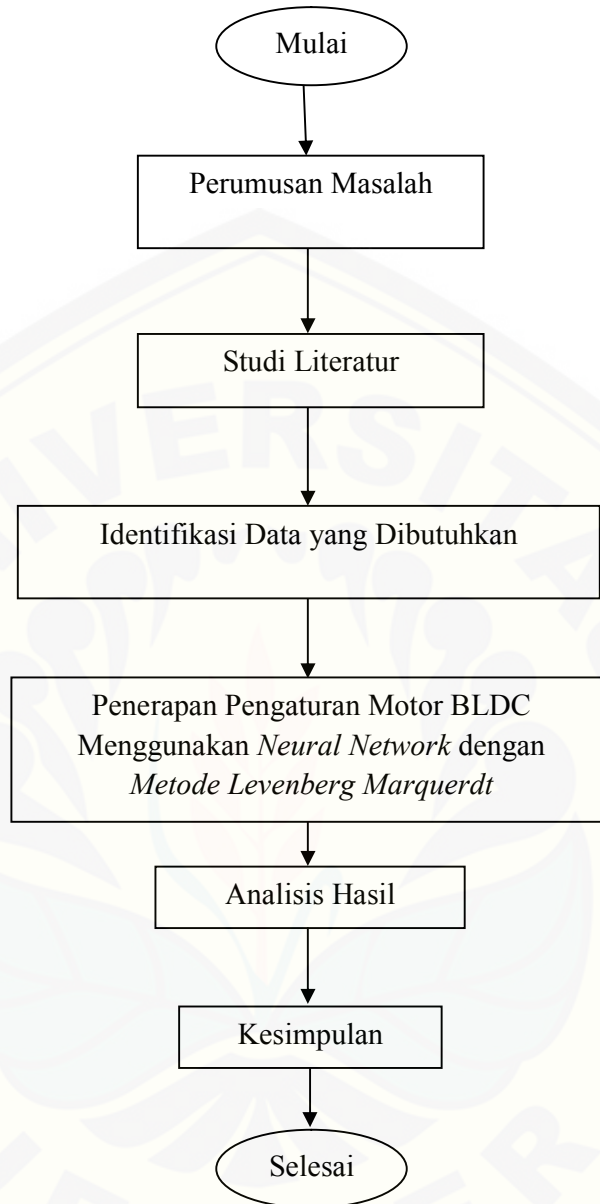 Mulai
Perumusan Masalah
Studi Literatur
Identifikasi Data yang Dibutuhkan
Penerapan Pengaturan Motor BLDC
Menggunakan Neural Network dengan
Metode Levenberg Marquerdt
Analisis Hasil
Kesimpulan
Selesai